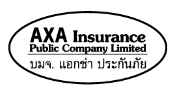 AXA Insurance
Public Company Limited
บมจ. แอกซ่า ประกันภัย